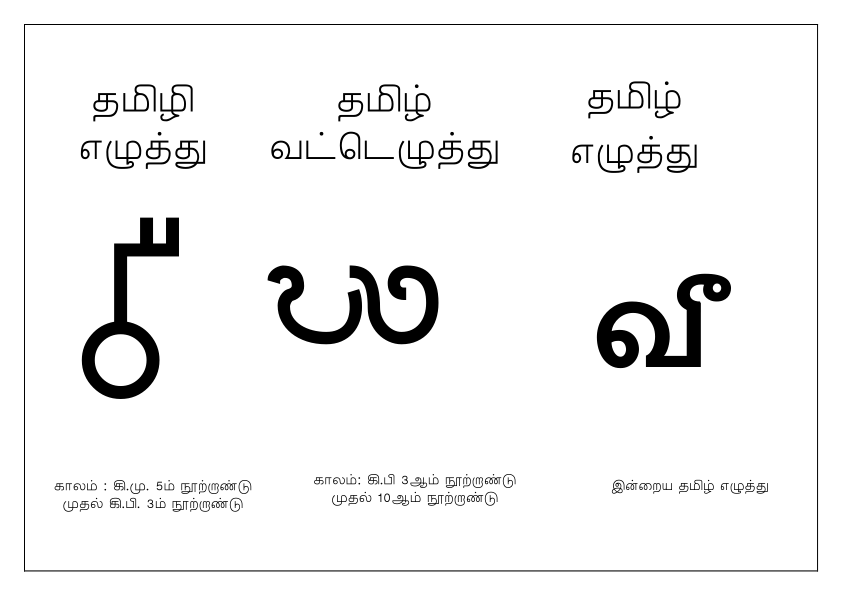 தமிழி
எழுத்து
காலம் : கி.மு. 5ம் நூற்றாண்டு
முதல் கி.பி. 3ம் நூற்றாண்டு
தமிழ்
வட்டெழுத்து
காலம்: கி.பி 3ஆம் நூற்றாண்டு
முதல் 10ஆம் நூற்றாண்டு
தமிழ்
எழுத்து
வீ
இன்றைய தமிழ் எழுத்து